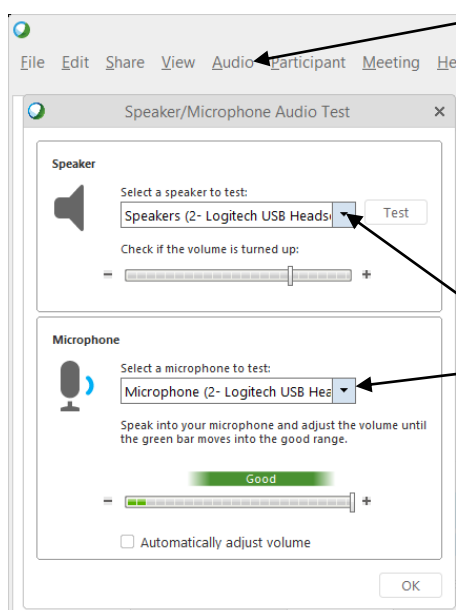 File Edit Share View Audio Participant Meeting He
Speaker/Microphone Audio Test
Speaker
Select a speaker to test:
Speakers (2- Logitech USB Heads
Test
Check if the volume is turned up:
Microphone
Select a microphone to test:
Microphone (2- Logitech USB Hea
Speak into your microphone and adjust the volume until
the green bar moves into the good range.
Good
Automatically adjust volume
OK